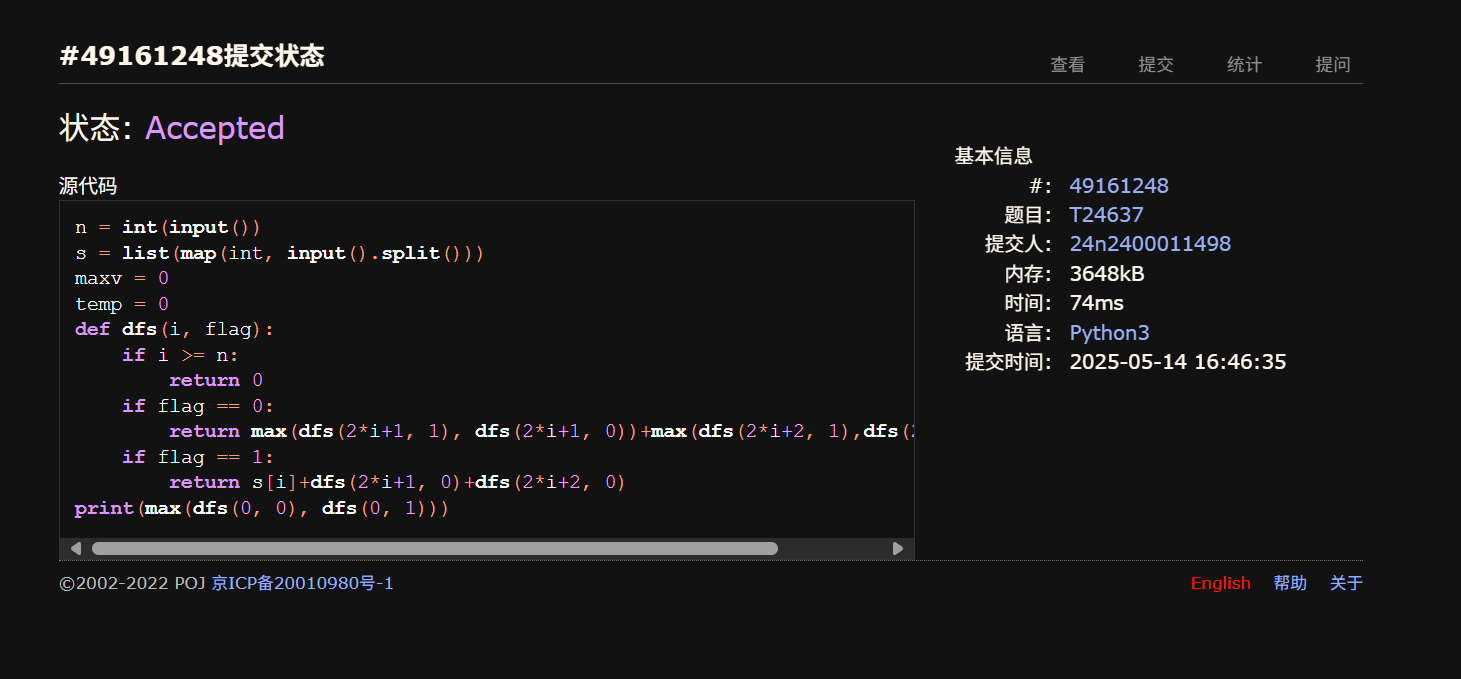 #49161248提交状态
查看 提交 统计 提问
状态: Accepted
源代码
n = int(input())
s = list(map(int, input().split()))
maxv = 0
temp = 0
def dfs(i, flag):
    if i >= n:
        return 0
    if flag == 0:
        return max(dfs(2*i+1, 1), dfs(2*i+1, 0))+max(dfs(2*i+2, 1),dfs(
    if flag == 1:
        return s[i]+dfs(2*i+1, 0)+dfs(2*i+2, 0)
print(max(dfs(0, 0), dfs(0, 1)))
基本信息
#: 49161248
题目: T24637
提交人: 24n2400011498
内存: 3648kB
时间: 74ms
语言: Python3
提交时间: 2025-05-14 16:46:35
©2002-2022 POJ 京ICP备20010980号-1
English 帮助 关于